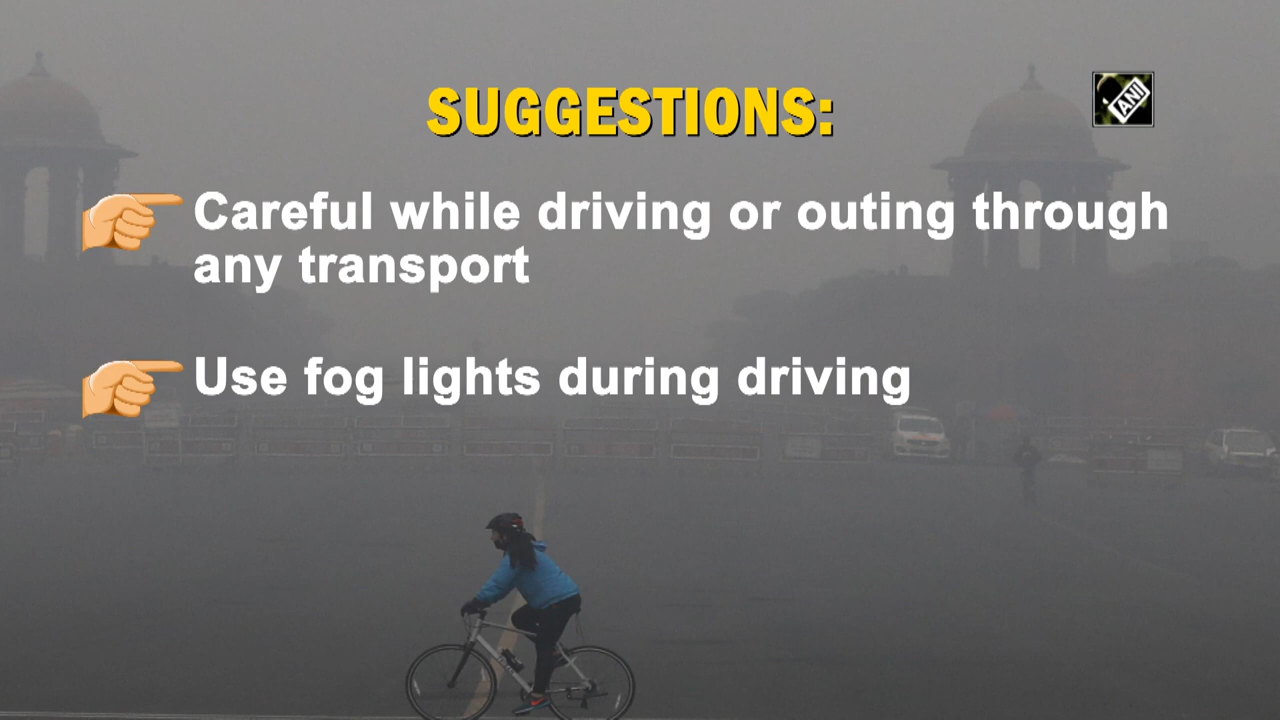 SUGGESTIONS:
ANI
Careful while driving or outing through
any transport
Use fog lights during driving